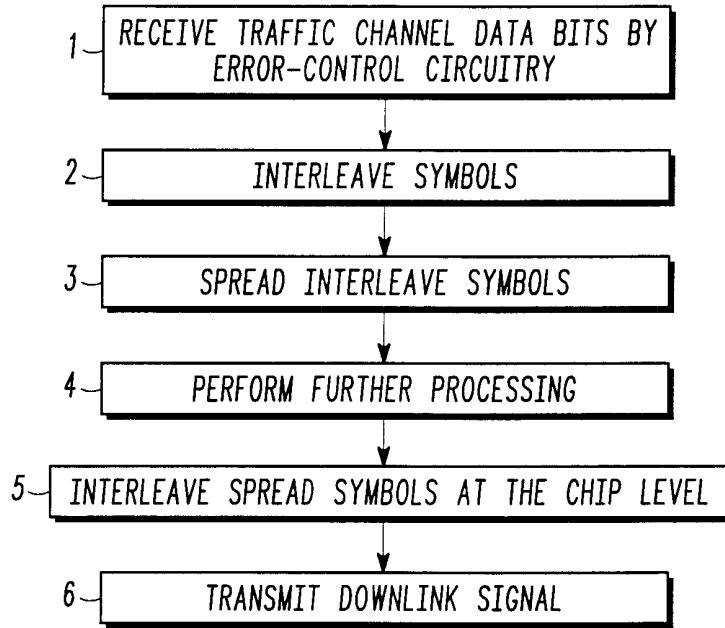 1 RECEIVE TRAFFIC CHANNEL DATA BITS BY
ERROR-CONTROL CIRCUITRY
2 INTERLEAVE SYMBOLS
3 SPREAD INTERLEAVE SYMBOLS
4 PERFORM FURTHER PROCESSING
5 INTERLEAVE SPREAD SYMBOLS AT THE CHIP LEVEL
6 TRANSMIT DOWNLINK SIGNAL